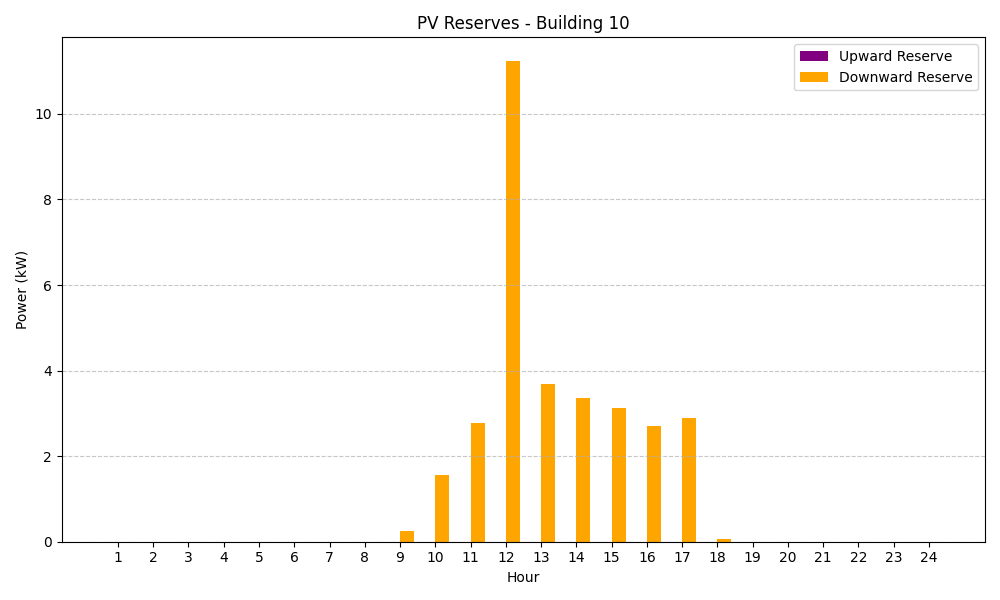 PV Reserves - Building 10
Upward Reserve
Downward Reserve
Power (kW)
10
8
6
4
2
0
1 2 3 4 5 6 7 8 9 10 11 12 13 14 15 16 17 18 19 20 21 22 23 24
Hour